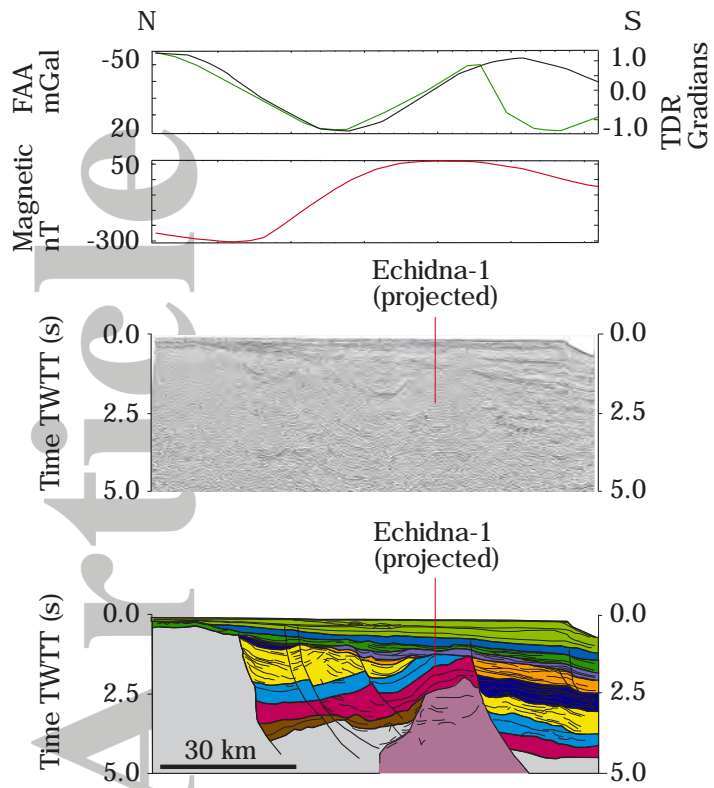 N
S
-50
20
FAA
mGal
1.0
0.0
-1.0
TDR
Gradians
50
-300
Magnetic
nT
Echidna-1
(projected)
0.0
2.5
5.0
Time TWTT (s)
0.0
2.5
5.0
Echidna-1
(projected)
0.0
2.5
5.0
Time TWTT (s)
30 km
0.0
2.5
5.0
Article